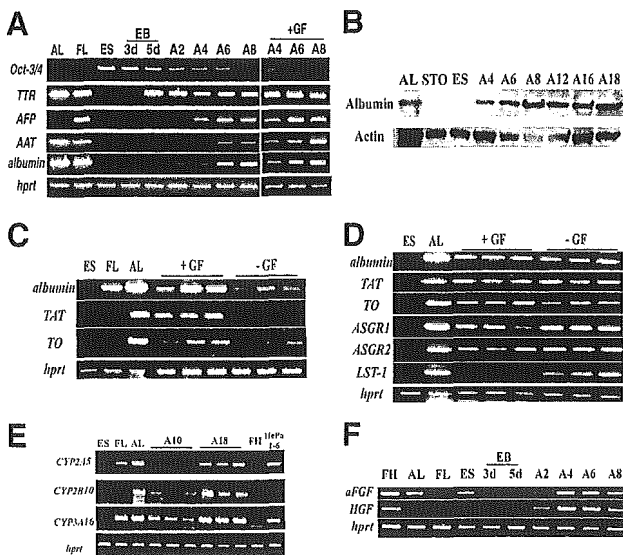 A
EB
+GF
AL FL ES 3d 5d A2 A4 A6 A8 A4 A6 A8
Oct-3/4
TTR
AFP
AAT
albumin
hprt
B
AL STO ES A4 A6 A8 A12 A16 A18
Albumin
Actin
C
ES FL AL +GF -GF
albumin
TAT
TO
hprt
D
ES AL +GF -GF
albumin
TAT
TO
ASGR1
ASGR2
LST-1
hprt
E
ES FL AL A10 A18 FH HePa 1-6
CYP2A5
CYP2B10
CYP3A16
hprt
F
EB
FH AL FL ES 3d 5d A2 A4 A6 A8
aFGF
HGF
hprt